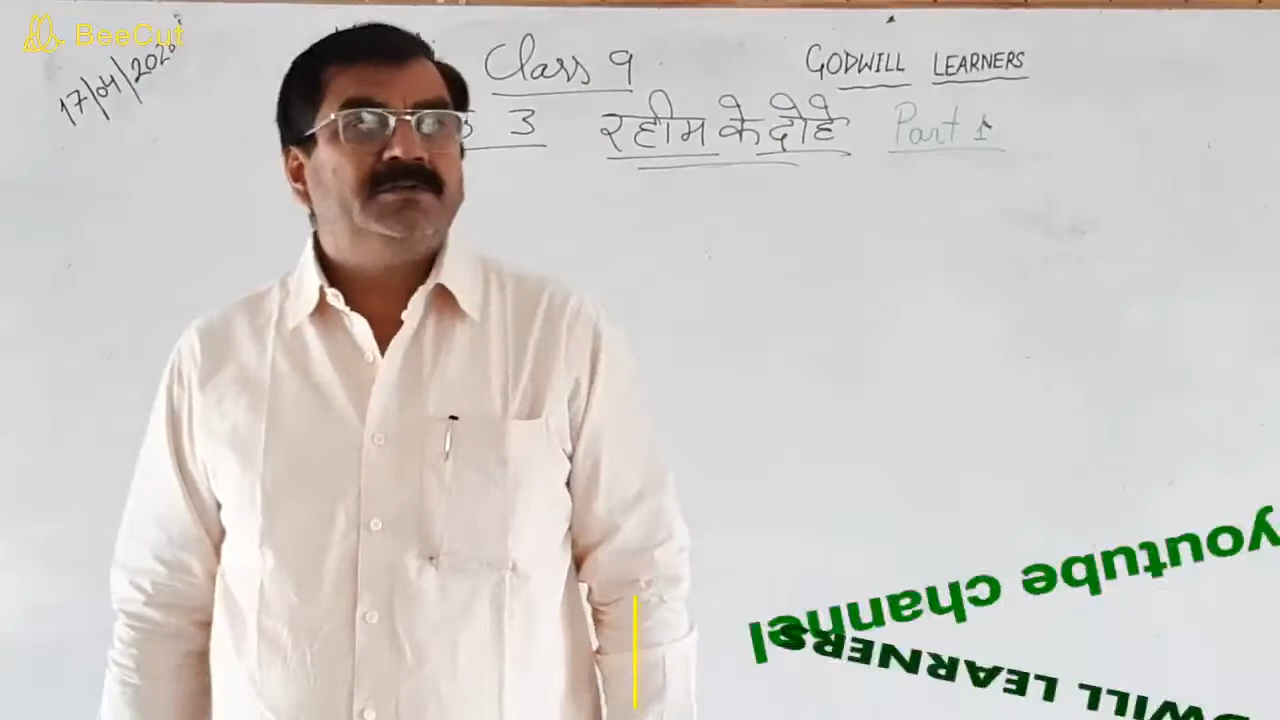 BeeCut
17/04/2020
Class 9
GODWILL LEARNERS
3 रहीम के दोहे Part 1
youtube channel
WILL LEARNERS